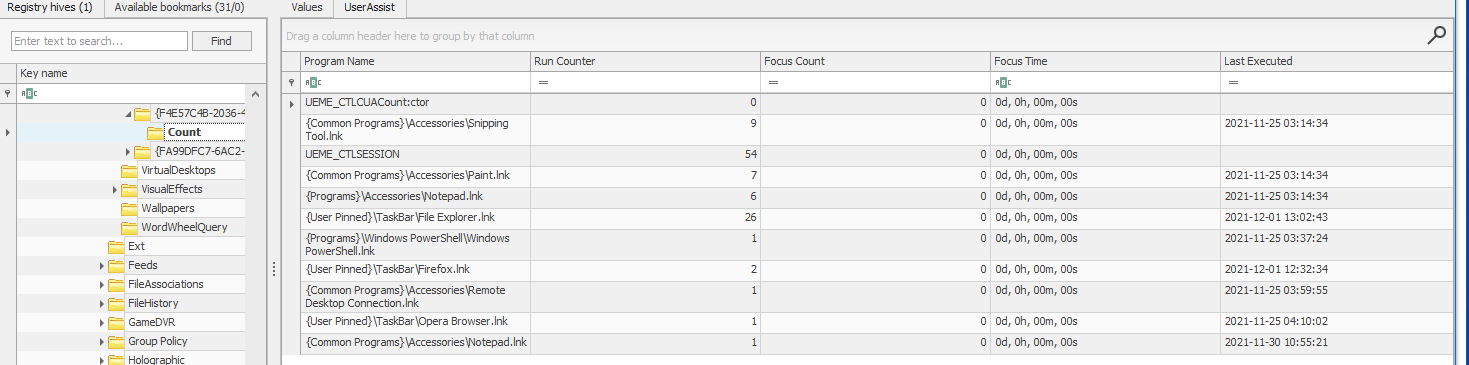 Registry hives (1) Available bookmarks (31/0) Values UserAssist
Enter text to search... Find
Drag a column header here to group by that column
Key name
Program Name Run Counter Focus Count Focus Time Last Executed
ABC
ABC = = ABC =
{F4E57C4B-2036-4
Count
{FA99DFC7-6AC2-
VirtualDesktops
VisualEffects
Wallpapers
WordWheelQuery
Ext
Feeds
FileAssociations
FileHistory
GameDVR
Group Policy
Holographic
UEME_CTLCUACount:ctor 0 0 0d, 0h, 00m, 00s
{Common Programs}\Accessories\Snipping 9 0 0d, 0h, 00m, 00s 2021-11-25 03:14:34
Tool.lnk
UEME_CTLSESSION 54 0 0d, 0h, 00m, 00s
{Common Programs}\Accessories\Paint.lnk 7 0 0d, 0h, 00m, 00s 2021-11-25 03:14:34
{Programs}\Accessories\Notepad.lnk 6 0 0d, 0h, 00m, 00s 2021-11-25 03:14:34
{User Pinned}\TaskBar\File Explorer.lnk 26 0 0d, 0h, 00m, 00s 2021-12-01 13:02:43
{Programs}\Windows PowerShell\Windows 1 0 0d, 0h, 00m, 00s 2021-11-25 03:37:24
PowerShell.lnk
{User Pinned}\TaskBar\Firefox.lnk 2 0 0d, 0h, 00m, 00s 2021-12-01 12:32:34
{Common Programs}\Accessories\Remote 1 0 0d, 0h, 00m, 00s 2021-11-25 03:59:55
Desktop Connection.lnk
{User Pinned}\TaskBar\Opera Browser.lnk 1 0 0d, 0h, 00m, 00s 2021-11-25 04:10:02
{Common Programs}\Accessories\Notepad.lnk 1 0 0d, 0h, 00m, 00s 2021-11-30 10:55:21